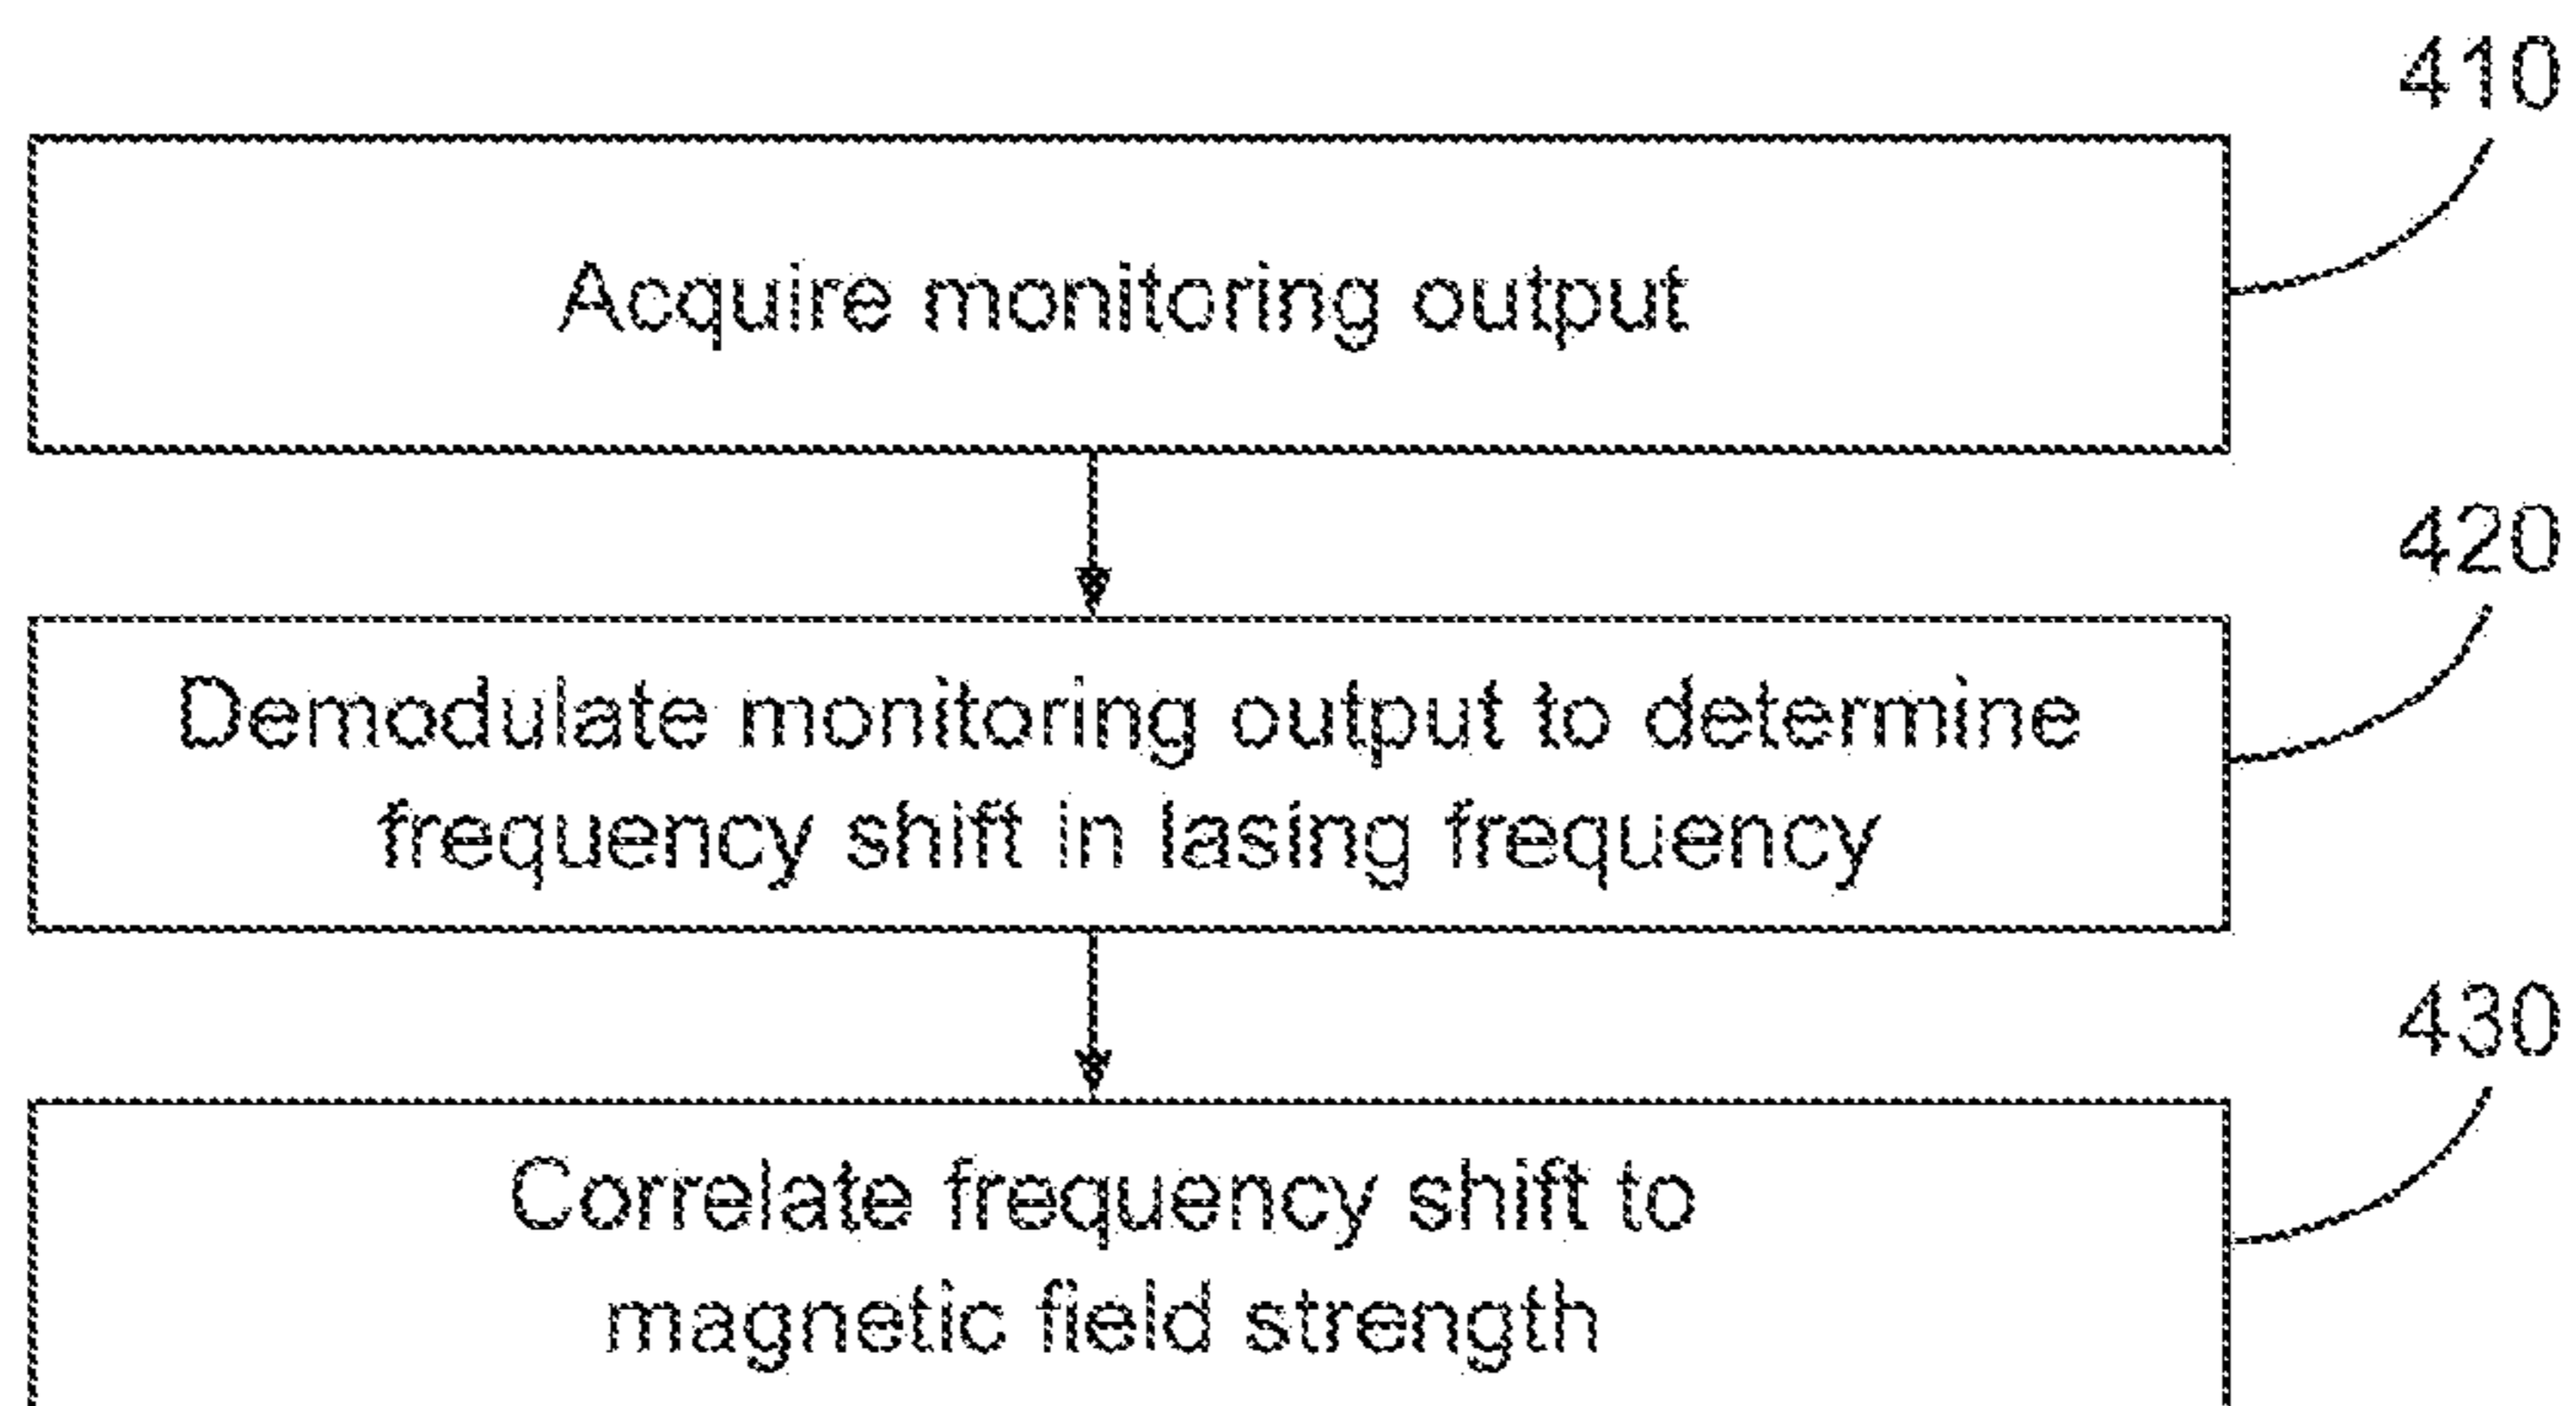 410
Acquire monitoring output
420
Demodulate monitoring output to determine
frequency shift in lasing frequency
430
Correlate frequency shift to
magnetic field strength